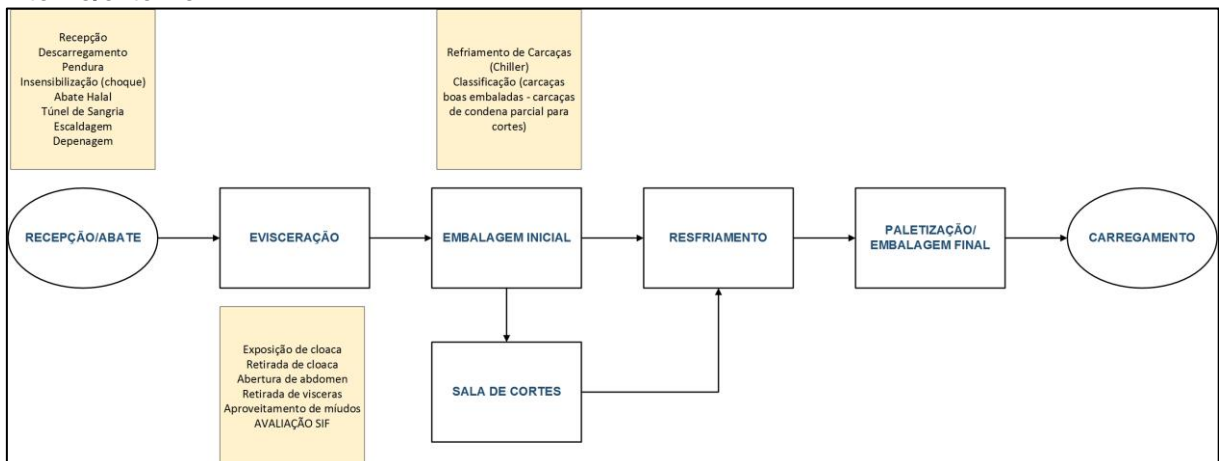 Recepção
Descarregamento
Pendura
Insensibilização (choque)
Abate Halal
Túnel de Sangria
Escaldagem
Depenagem
Refriamento de Carcaças
(Chiller)
Classificação (carcaças
boas embaladas - carcaças
de condena parcial para
cortes)
RECEPÇÃO/ABATE
EVISCERAÇÃO
EMBALAGEM INICIAL
RESFRIAMENTO
PALETIZAÇÃO/
EMBALAGEM FINAL
CARREGAMENTO
Exposição de cloaca
Retirada de cloaca
Abertura de abdomen
Retirada de visceras
Aproveitamento de míudos
AVALIAÇÃO SIF
SALA DE CORTES